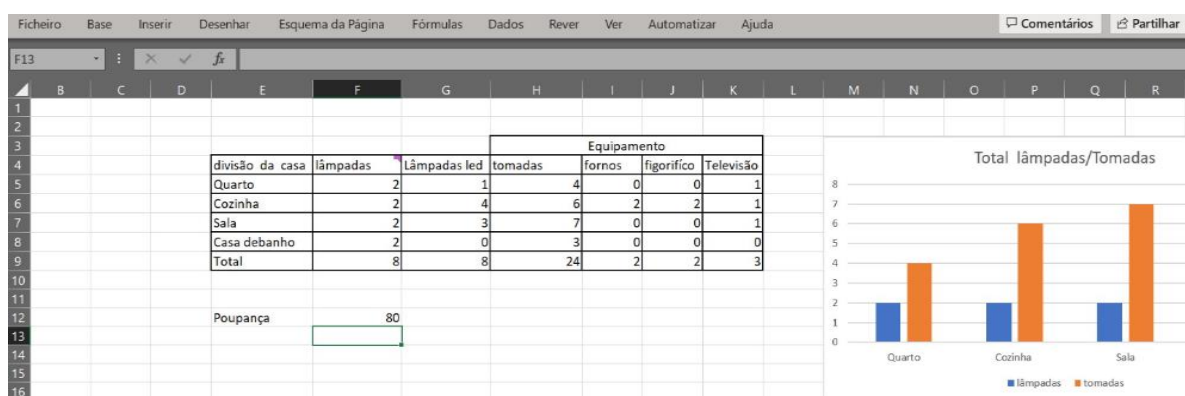 Ficheiro Base Inserir Desenhar Esquema da Página Fórmulas Dados Rever Ver Automatizar Ajuda Comentários Partilhar
F13 fx
B C D E F G H I J K L M N O P Q R
1
2
3 Equipamento
4 divisão da casa lâmpadas Lâmpadas led tomadas fornos figorifíco Televisão
5 Quarto 2 1 4 0 0 1
6 Cozinha 2 4 6 2 2 1
7 Sala 2 3 7 0 0 1
8 Casa debanho 2 0 3 0 0 0
9 Total 8 8 24 2 2 3
10
11
12 Poupança 80
13
14
15
16
Total lâmpadas/Tomadas
8
7
6
5
4
3
2
1
0
Quarto Cozinha Sala
lâmpadas tomadas